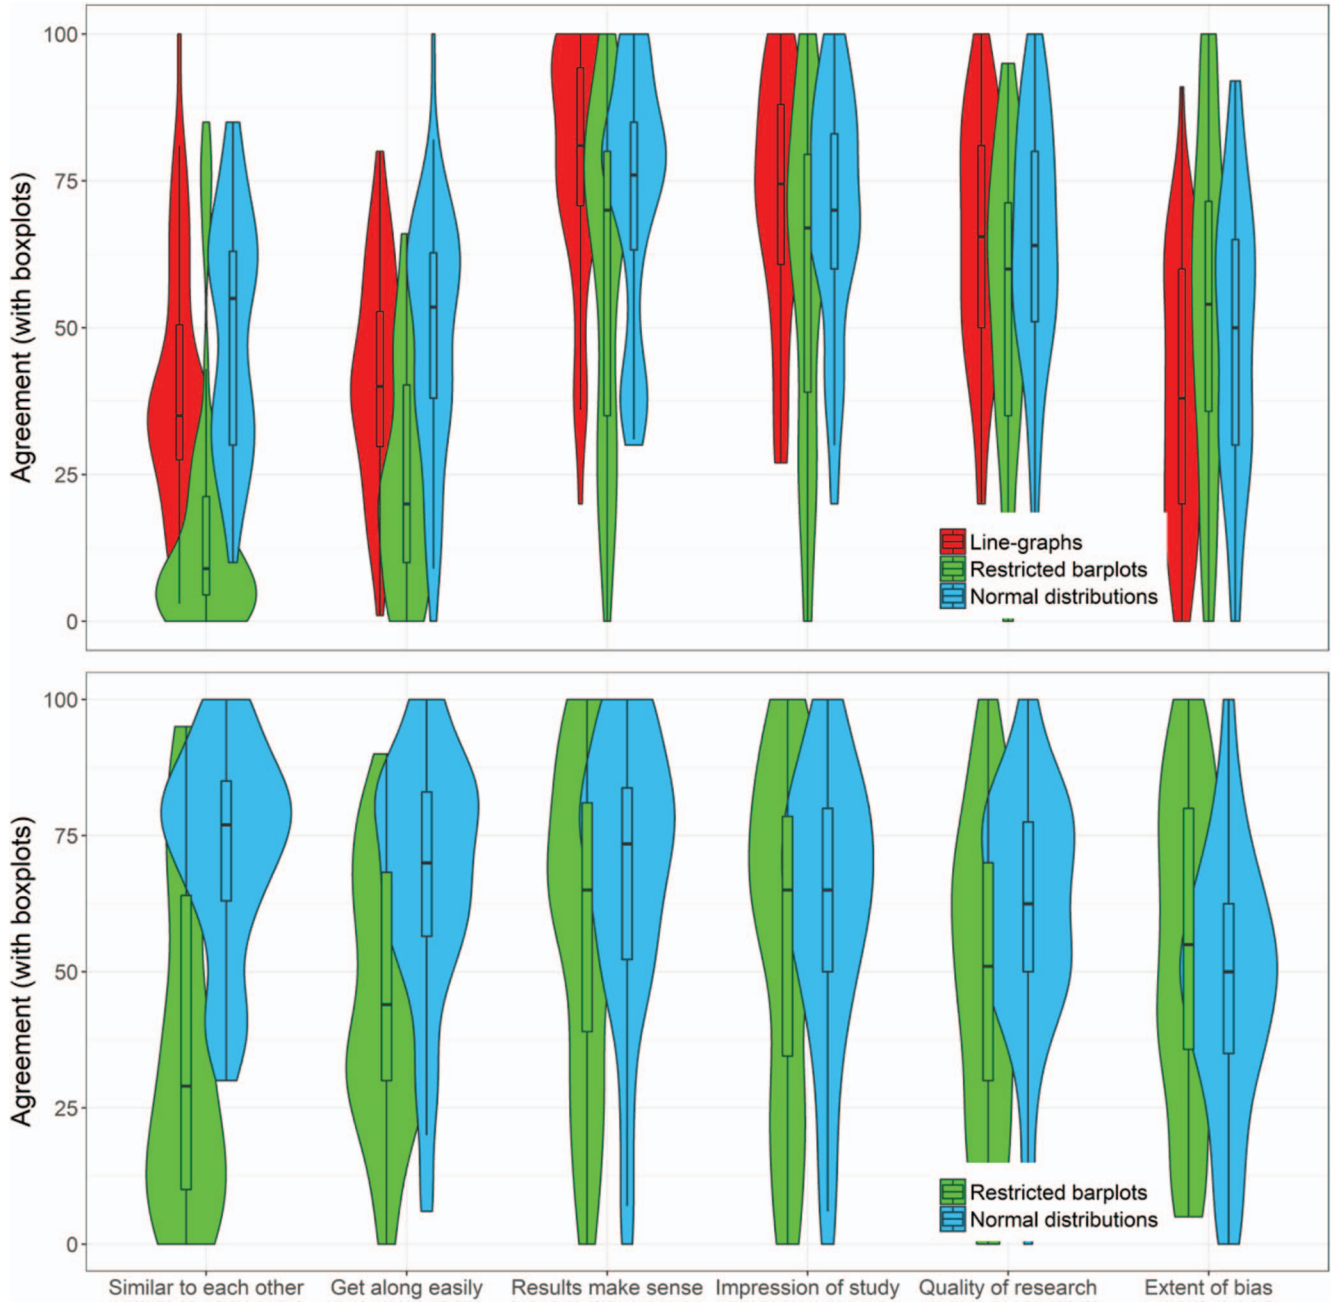 Agreement (with boxplots)
100
75
50
25
0
Line-graphs
Restricted barplots
Normal distributions
Agreement (with boxplots)
100
75
50
25
0
Restricted barplots
Normal distributions
Similar to each other Get along easily Results make sense Impression of study Quality of research Extent of bias